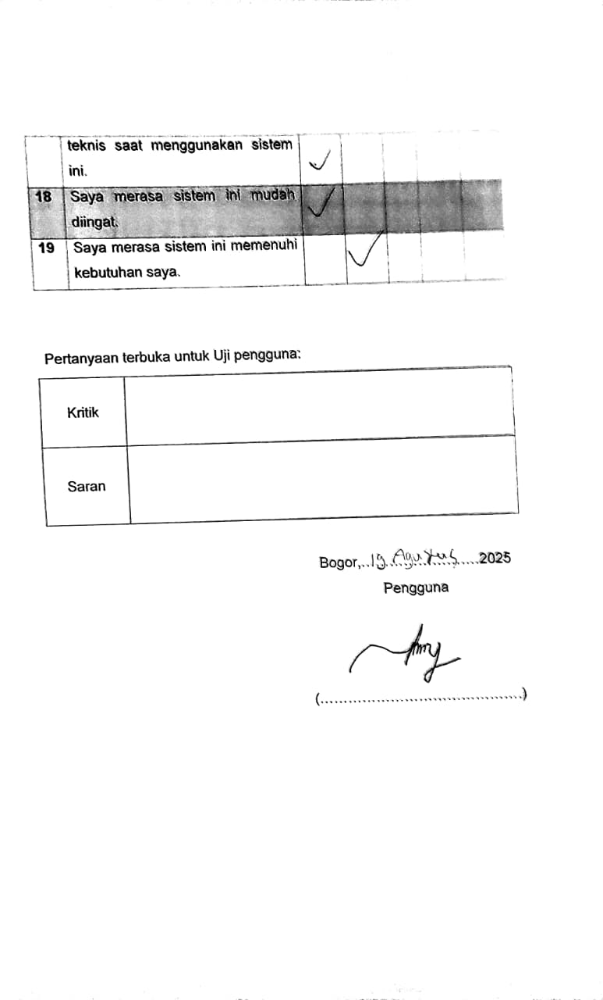 teknis saat menggunakan sistem
ini.
18 Saya merasa sistem ini mudah
diingat.
19 Saya merasa sistem ini memenuhi
kebutuhan saya.
Pertanyaan terbuka untuk Uji pengguna:
Kritik
Saran
Bogor,..19 Agustus.....2025
Pengguna
(...........................................)